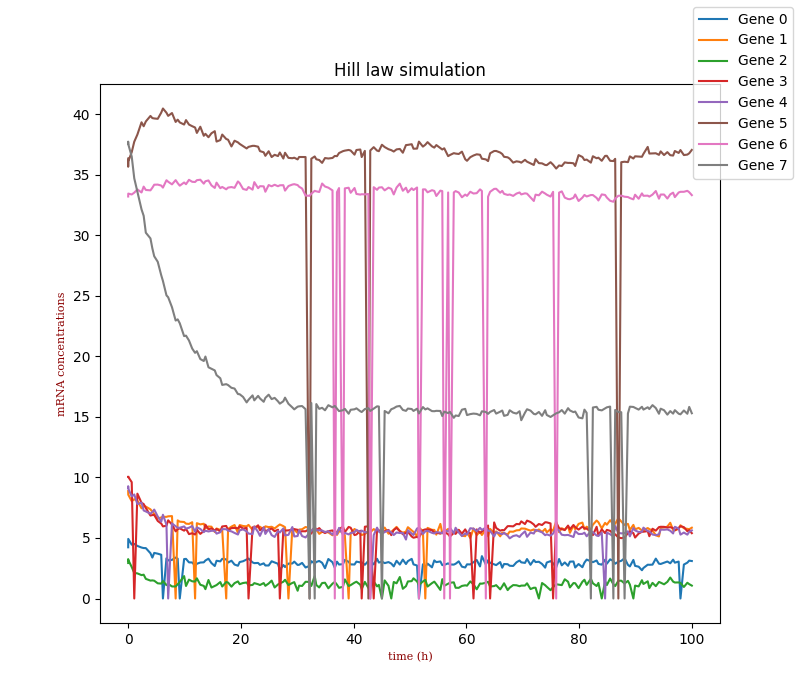 Hill law simulation
Gene 0
Gene 1
Gene 2
Gene 3
Gene 4
Gene 5
Gene 6
Gene 7
mRNA concentrations
40
35
30
25
20
15
10
5
0
0 20 40 60 80 100
time (h)